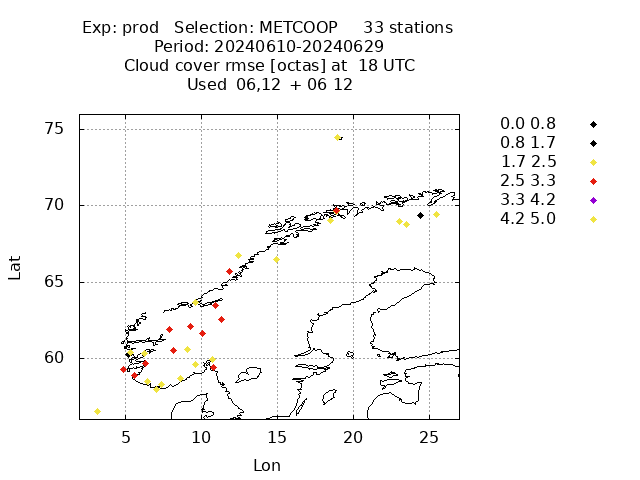 Exp: prod   Selection: METCOOP     33 stations
Period: 20240610-20240629
Cloud cover rmse [octas] at  18 UTC
Used  06,12  + 06 12
0.0 0.8
0.8 1.7
1.7 2.5
2.5 3.3
3.3 4.2
4.2 5.0
75
70
65
60
Lat
5 10 15 20 25
Lon